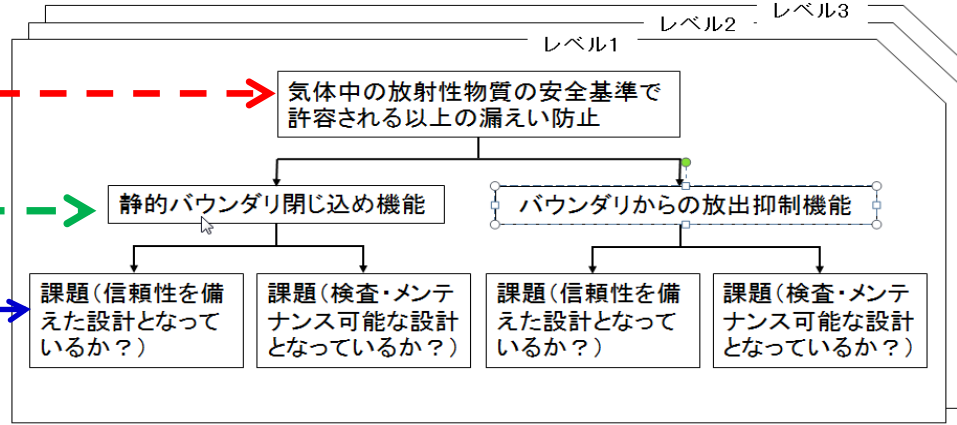 レベル3
レベル2
レベル1
気体中の放射性物質の安全基準で
許容される以上の漏えい防止
静的バウンダリ閉じ込め機能
バウンダリからの放出抑制機能
課題(信頼性を備
えた設計となって
いるか?)
課題(検査・メンテ
ナンス可能な設計
となっているか?)
課題(信頼性を備
えた設計となって
いるか?)
課題(検査・メンテ
ナンス可能な設計
となっているか?)